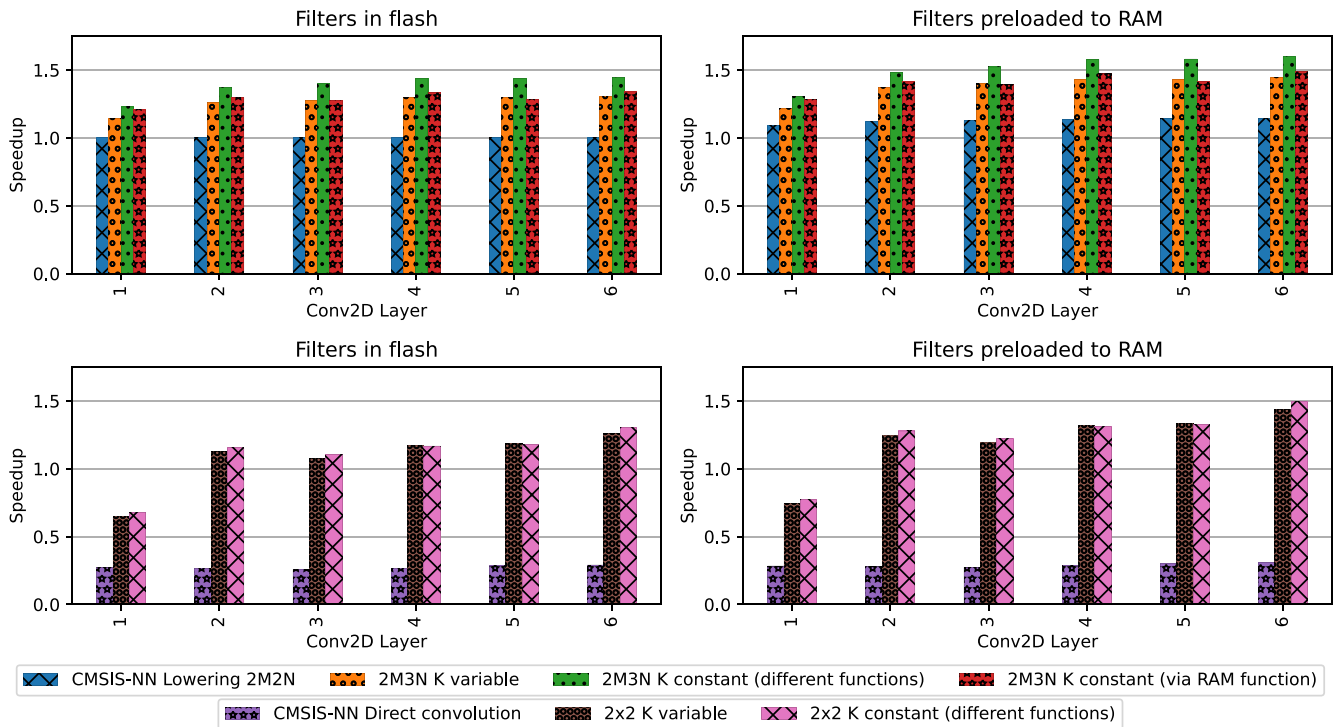 Filters in flash
Filters preloaded to RAM
Speedup
1.5
1.0
0.5
0.0
1 2 3 4 5 6
Conv2D Layer
Speedup
1.5
1.0
0.5
0.0
1 2 3 4 5 6
Conv2D Layer
Filters in flash
Filters preloaded to RAM
Speedup
1.5
1.0
0.5
0.0
1 2 3 4 5 6
Conv2D Layer
Speedup
1.5
1.0
0.5
0.0
1 2 3 4 5 6
Conv2D Layer
CMSIS-NN Lowering 2M2N 2M3N K variable 2M3N K constant (different functions) 2M3N K constant (via RAM function)
CMSIS-NN Direct convolution 2x2 K variable 2x2 K constant (different functions)